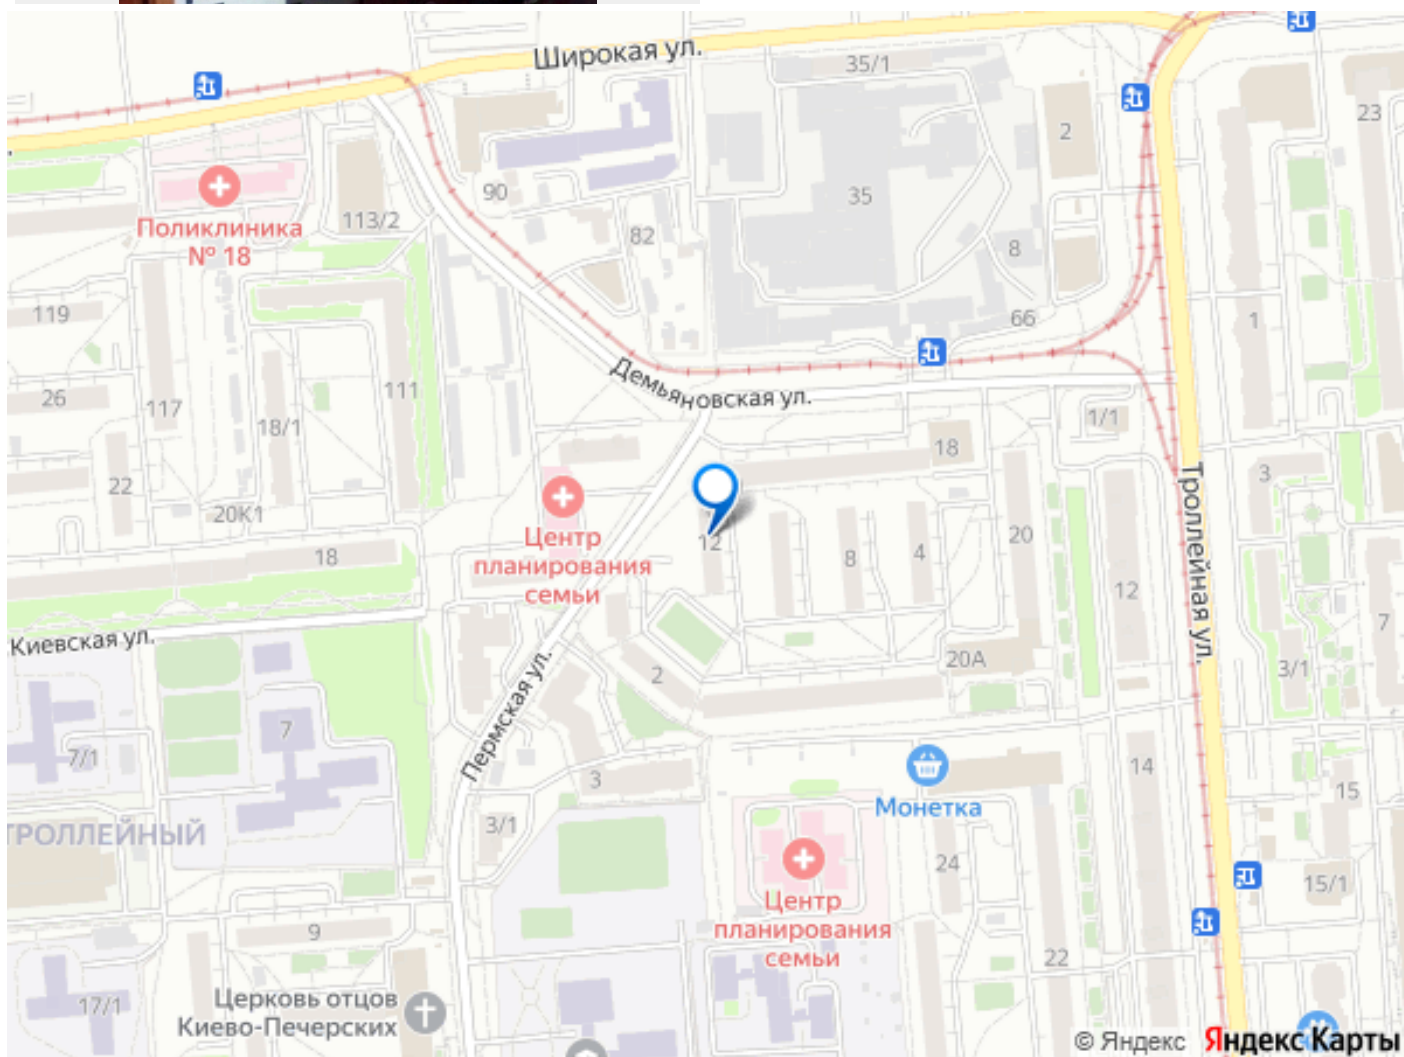 Широкая ул.
35/1
2
23
90
35
113/2
82
Поликлиника
№ 18
8
119
66
1
Демьяновская ул.
26
117
111
18/1
1/1
18
22
3
Троллейная ул.
20К1
20
Центр
планирования
семьи
18
12
8
4
12
7
Киевская ул.
2
20А
3/1
Пермская ул.
7
7/1
3
14
15
Монетка
ТРОЛЛЕЙНЫЙ
3/1
24
15/1
Центр
планирования
семьи
9
22
17/1
Церковь отцов
Киево-Печерских
© Яндекс Яндекс Карты